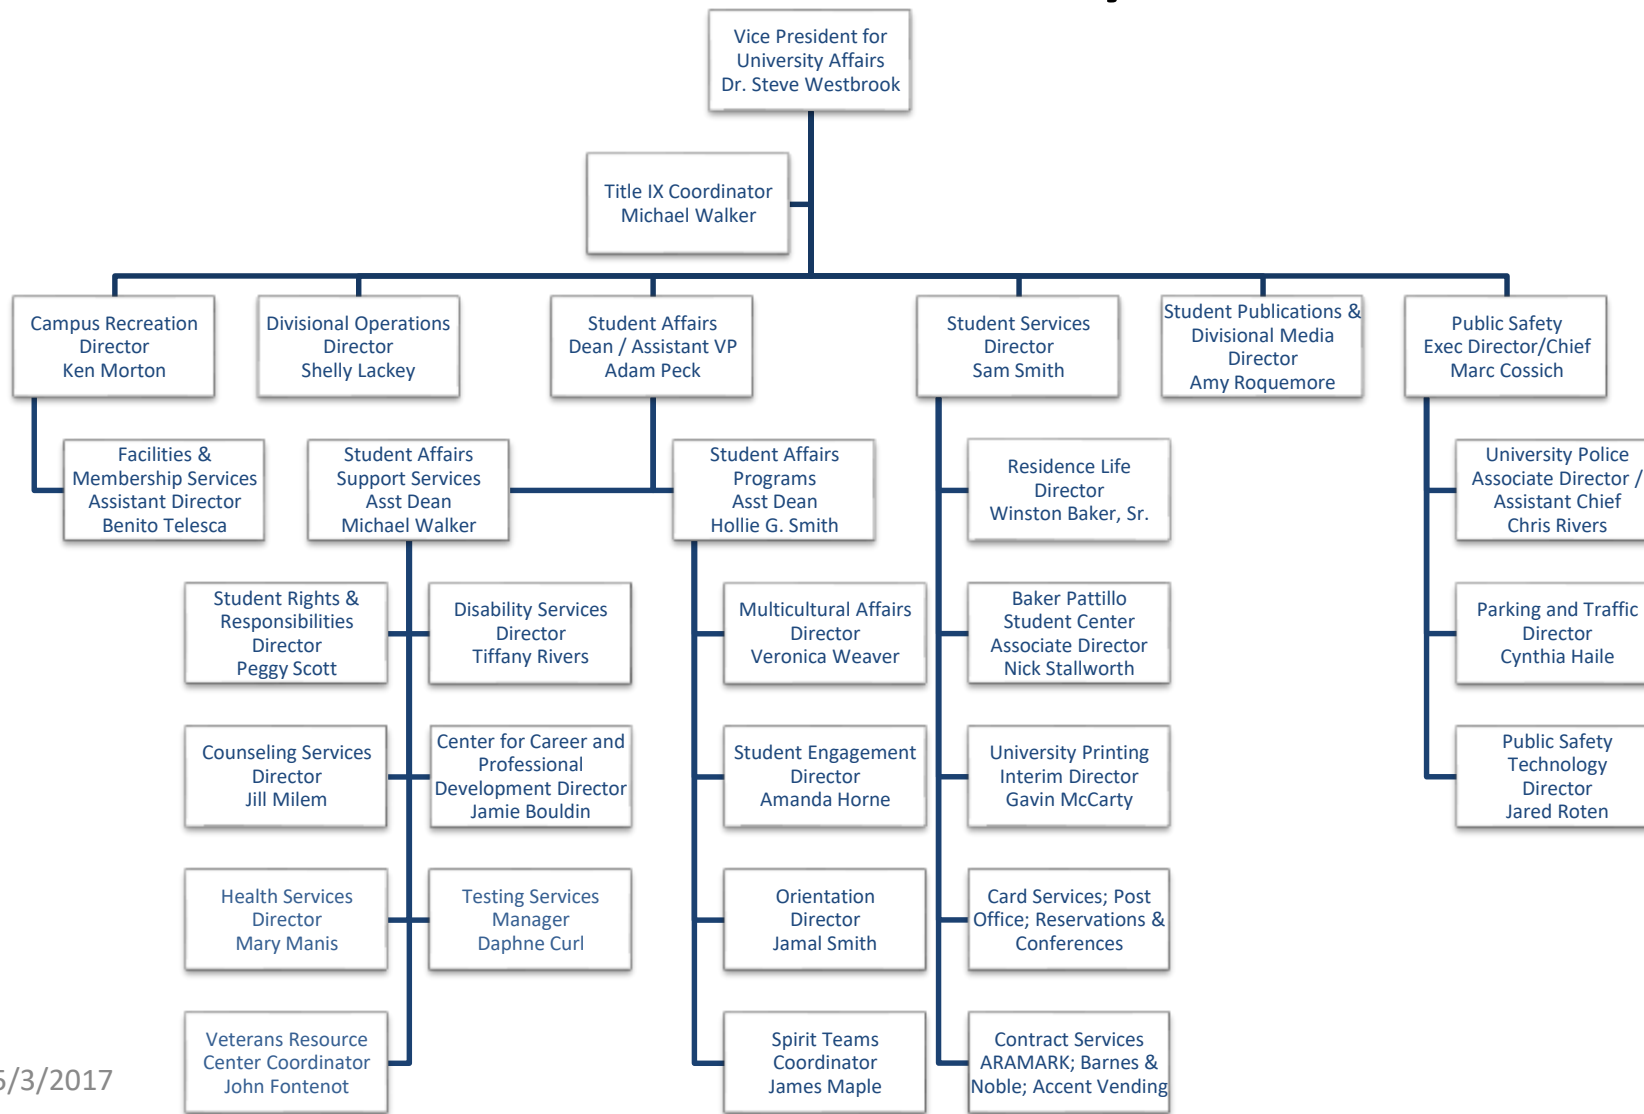 Vice President for
University Affairs
Dr. Steve Westbrook
Title IX Coordinator
Michael Walker
Campus Recreation
Director
Ken Morton
Divisional Operations
Director
Shelly Lackey
Student Affairs
Dean / Assistant VP
Adam Peck
Student Services
Director
Sam Smith
Student Publications &
Divisional Media
Director
Amy Roquemore
Public Safety
Exec Director/Chief
Marc Cossich
Facilities &
Membership Services
Assistant Director
Benito Telesca
Student Affairs
Support Services
Asst Dean
Michael Walker
Student Affairs
Programs
Asst Dean
Hollie G. Smith
Residence Life
Director
Winston Baker, Sr.
University Police
Associate Director /
Assistant Chief
Chris Rivers
Student Rights &
Responsibilities
Director
Peggy Scott
Disability Services
Director
Tiffany Rivers
Multicultural Affairs
Director
Veronica Weaver
Baker Pattillo
Student Center
Associate Director
Nick Stallworth
Parking and Traffic
Director
Cynthia Haile
Counseling Services
Director
Jill Milem
Center for Career and
Professional
Development Director
Jamie Bouldin
Student Engagement
Director
Amanda Horne
University Printing
Interim Director
Gavin McCarty
Public Safety
Technology
Director
Jared Roten
Health Services
Director
Mary Manis
Testing Services
Manager
Daphne Curl
Orientation
Director
Jamal Smith
Card Services; Post
Office; Reservations &
Conferences
Veterans Resource
Center Coordinator
John Fontenot
Spirit Teams
Coordinator
James Maple
Contract Services
ARAMARK; Barnes &
Noble; Accent Vending
5/3/2017